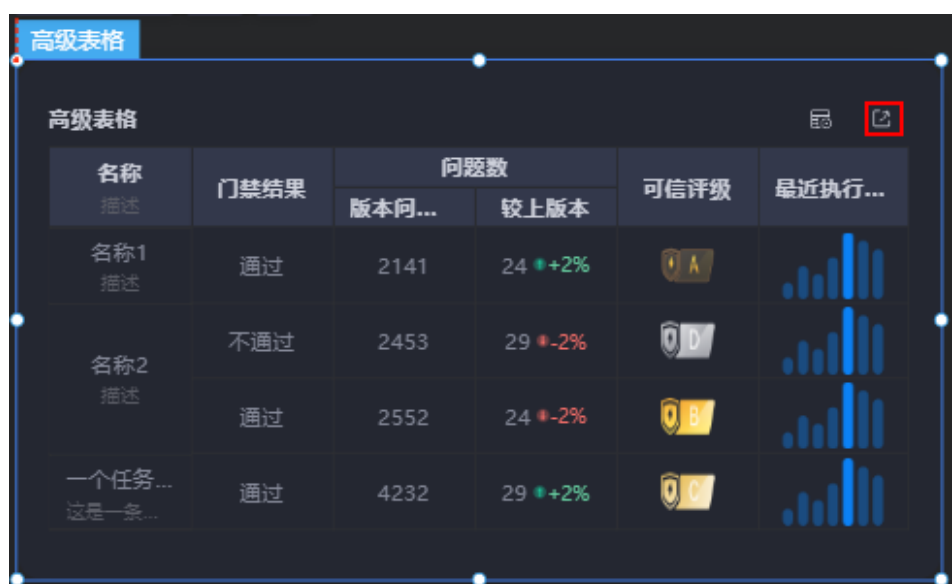 高级表格
高级表格
名称
描述
门禁结果
问题数
版本问...
较上版本
可信评级
最近执行...
名称1
描述
通过
2141
24 +2%
A
名称2
描述
不通过
2453
29 -2%
D
通过
2552
24 -2%
B
一个任务...
这是一条...
通过
4232
29 +2%
C